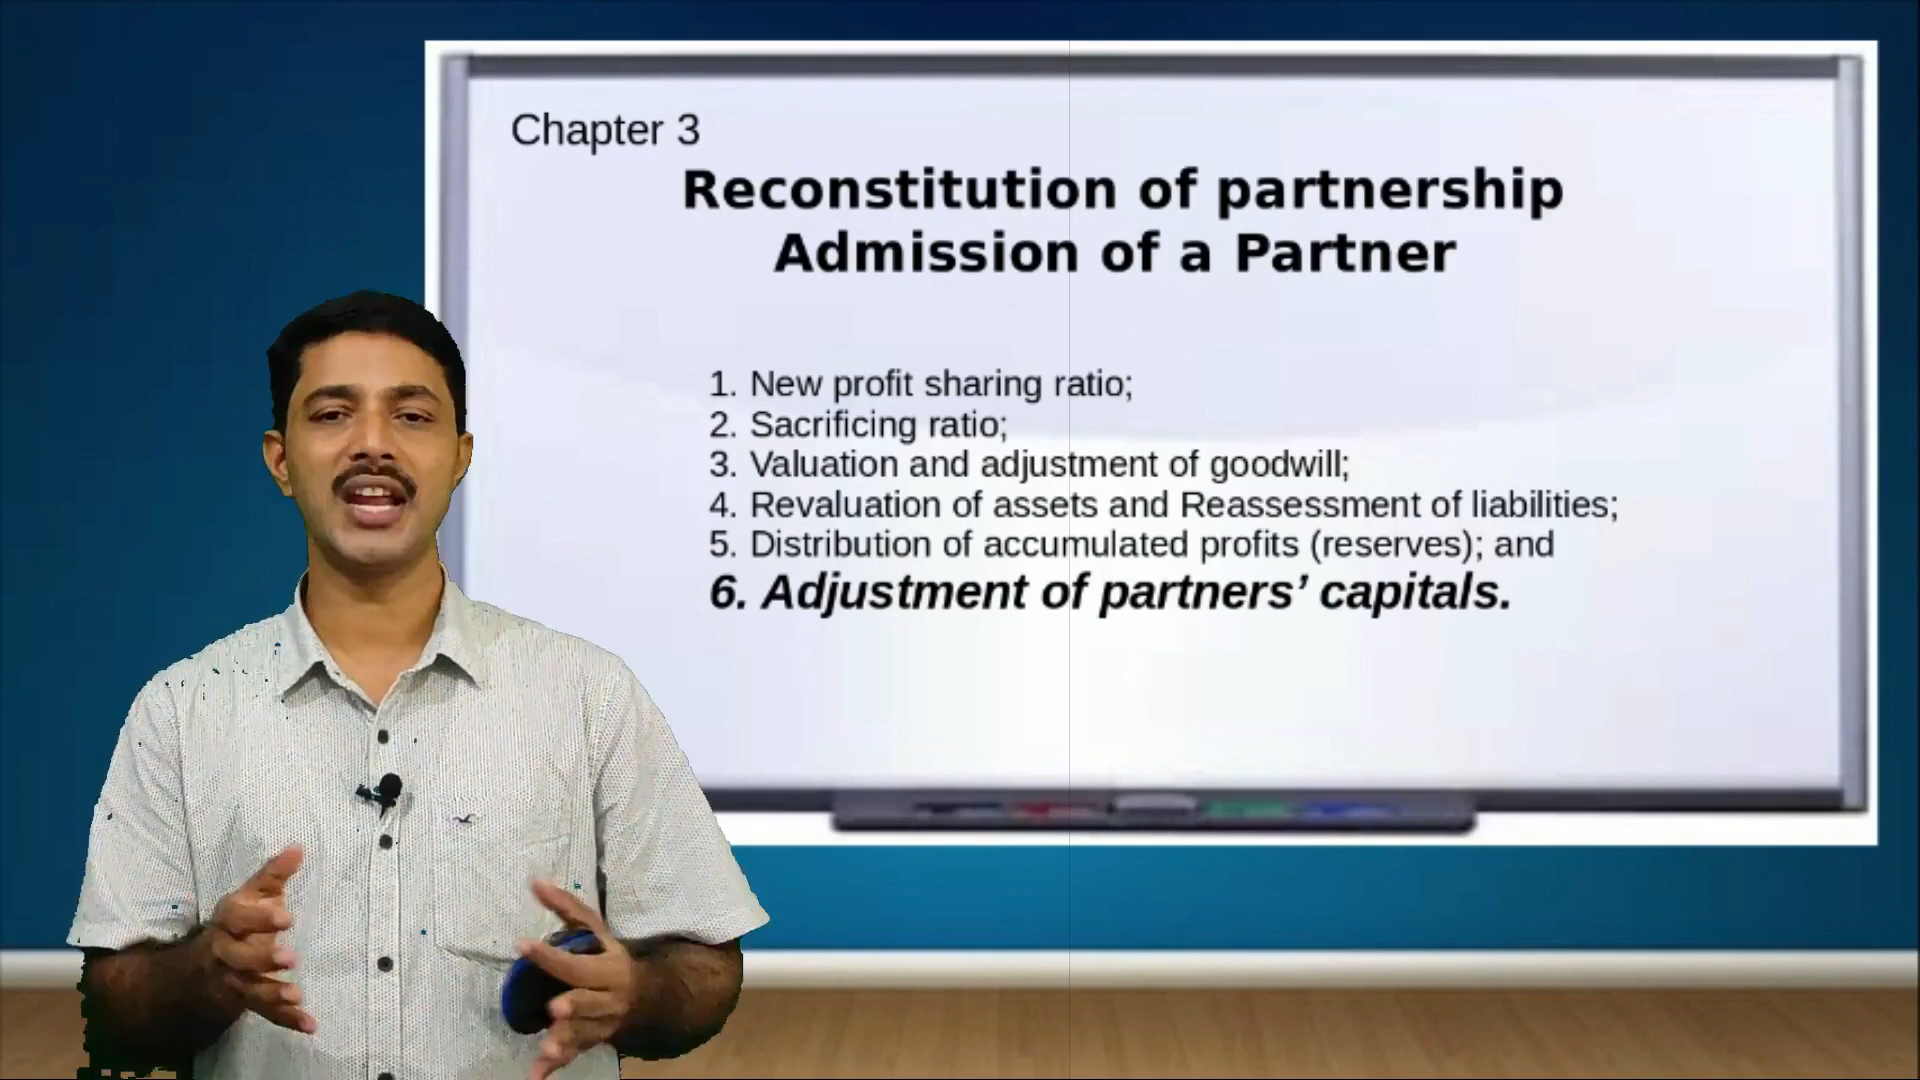 Chapter 3
Reconstitution of partnership
Admission of a Partner
1. New profit sharing ratio;
2. Sacrificing ratio;
3. Valuation and adjustment of goodwill;
4. Revaluation of assets and Reassessment of liabilities;
5. Distribution of accumulated profits (reserves); and
6. Adjustment of partners’ capitals.